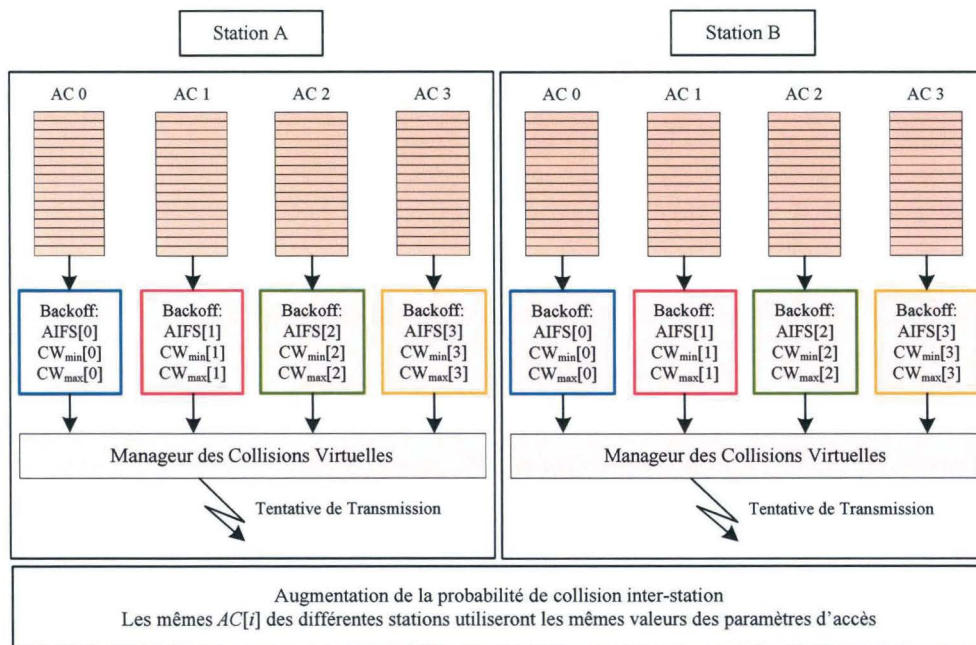 Station A
Station B
AC 0 AC 1 AC 2 AC 3
AC 0 AC 1 AC 2 AC 3
Backoff:
AIFS[0]
CWmin[0]
CWmax[0]
Backoff:
AIFS[1]
CWmin[1]
CWmax[1]
Backoff:
AIFS[2]
CWmin[2]
CWmax[2]
Backoff:
AIFS[3]
CWmin[3]
CWmax[3]
Backoff:
AIFS[0]
CWmin[0]
CWmax[0]
Backoff:
AIFS[1]
CWmin[1]
CWmax[1]
Backoff:
AIFS[2]
CWmin[2]
CWmax[2]
Backoff:
AIFS[3]
CWmin[3]
CWmax[3]
Manageur des Collisions Virtuelles
Manageur des Collisions Virtuelles
Tentative de Transmission
Tentative de Transmission
Augmentation de la probabilité de collision inter-station
Les mêmes AC[i] des différentes stations utiliseront les mêmes valeurs des paramètres d'accès